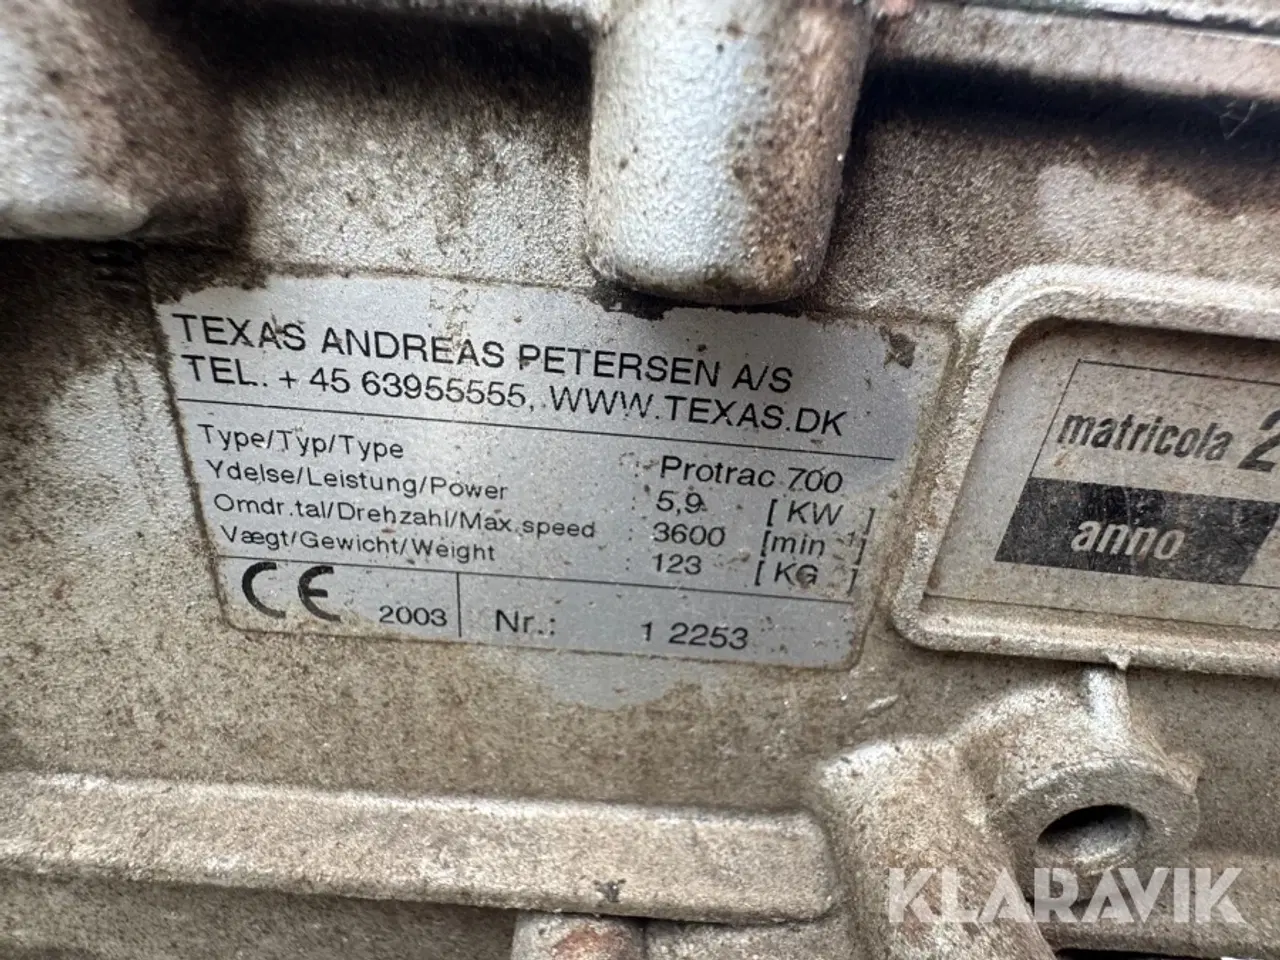 TEXAS ANDREAS PETERSEN A/S
TEL. + 45 63955555, WWW.TEXAS.DK
Type/Typ/Type : Protrac 700
Ydelse/Leistung/Power : 5,9 [ KW ]
Omdr.tal/Drehzahl/Max.speed : 3600 [min -1]
Vægt/Gewicht/Weight : 123 [ KG ]
CE 2003 Nr.: 1 2253
matricola 2
anno
KLARAVIK